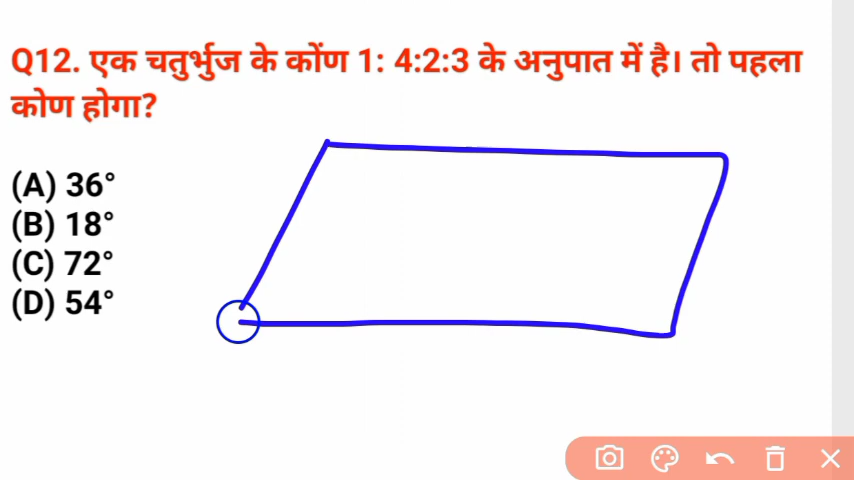 Q12. एक चतुर्भुज के कोंण 1: 4:2:3 के अनुपात में है। तो पहला
कोण होगा?
(A) 36°
(B) 18°
(C) 72°
(D) 54°